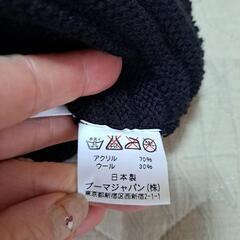 アクリル 70%
ウール 30%
日本製
プーマジャパン(株)
東京都新宿区西新宿2-1-1